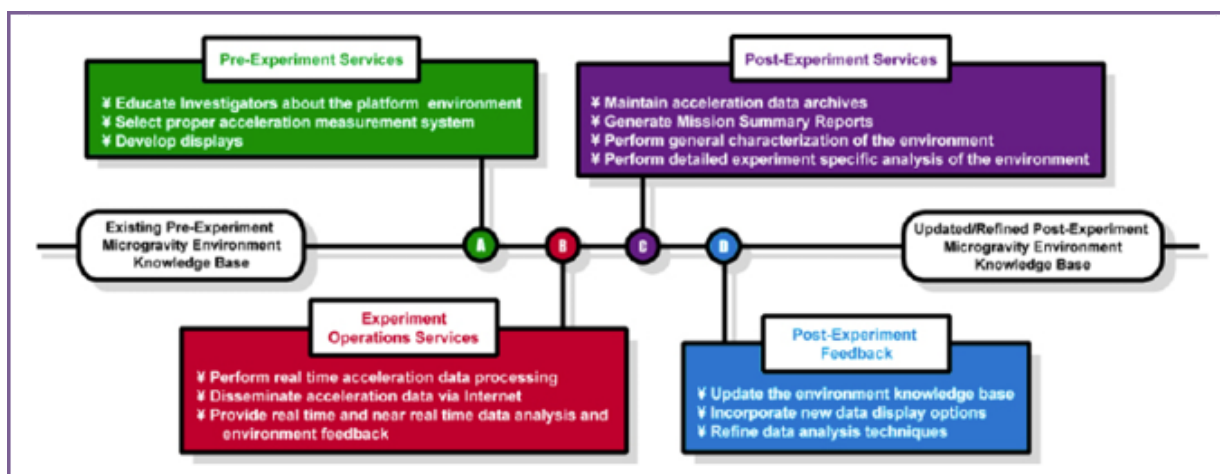 Pre-Experiment Services
¥ Educate Investigators about the platform environment
¥ Select proper acceleration measurement system
¥ Develop displays
Post-Experiment Services
¥ Maintain acceleration data archives
¥ Generate Mission Summary Reports
¥ Perform general characterization of the environment
¥ Perform detailed experiment specific analysis of the environment
Existing Pre-Experiment
Microgravity Environment
Knowledge Base
A
B
C
D
Updated/Refined Post-Experiment
Microgravity Environment
Knowledge Base
Experiment
Operations Services
¥ Perform real time acceleration data processing
¥ Disseminate acceleration data via Internet
¥ Provide real time and near real time data analysis and
environment feedback
Post-Experiment
Feedback
¥ Update the environment knowledge base
¥ Incorporate new data display options
¥ Refine data analysis techniques